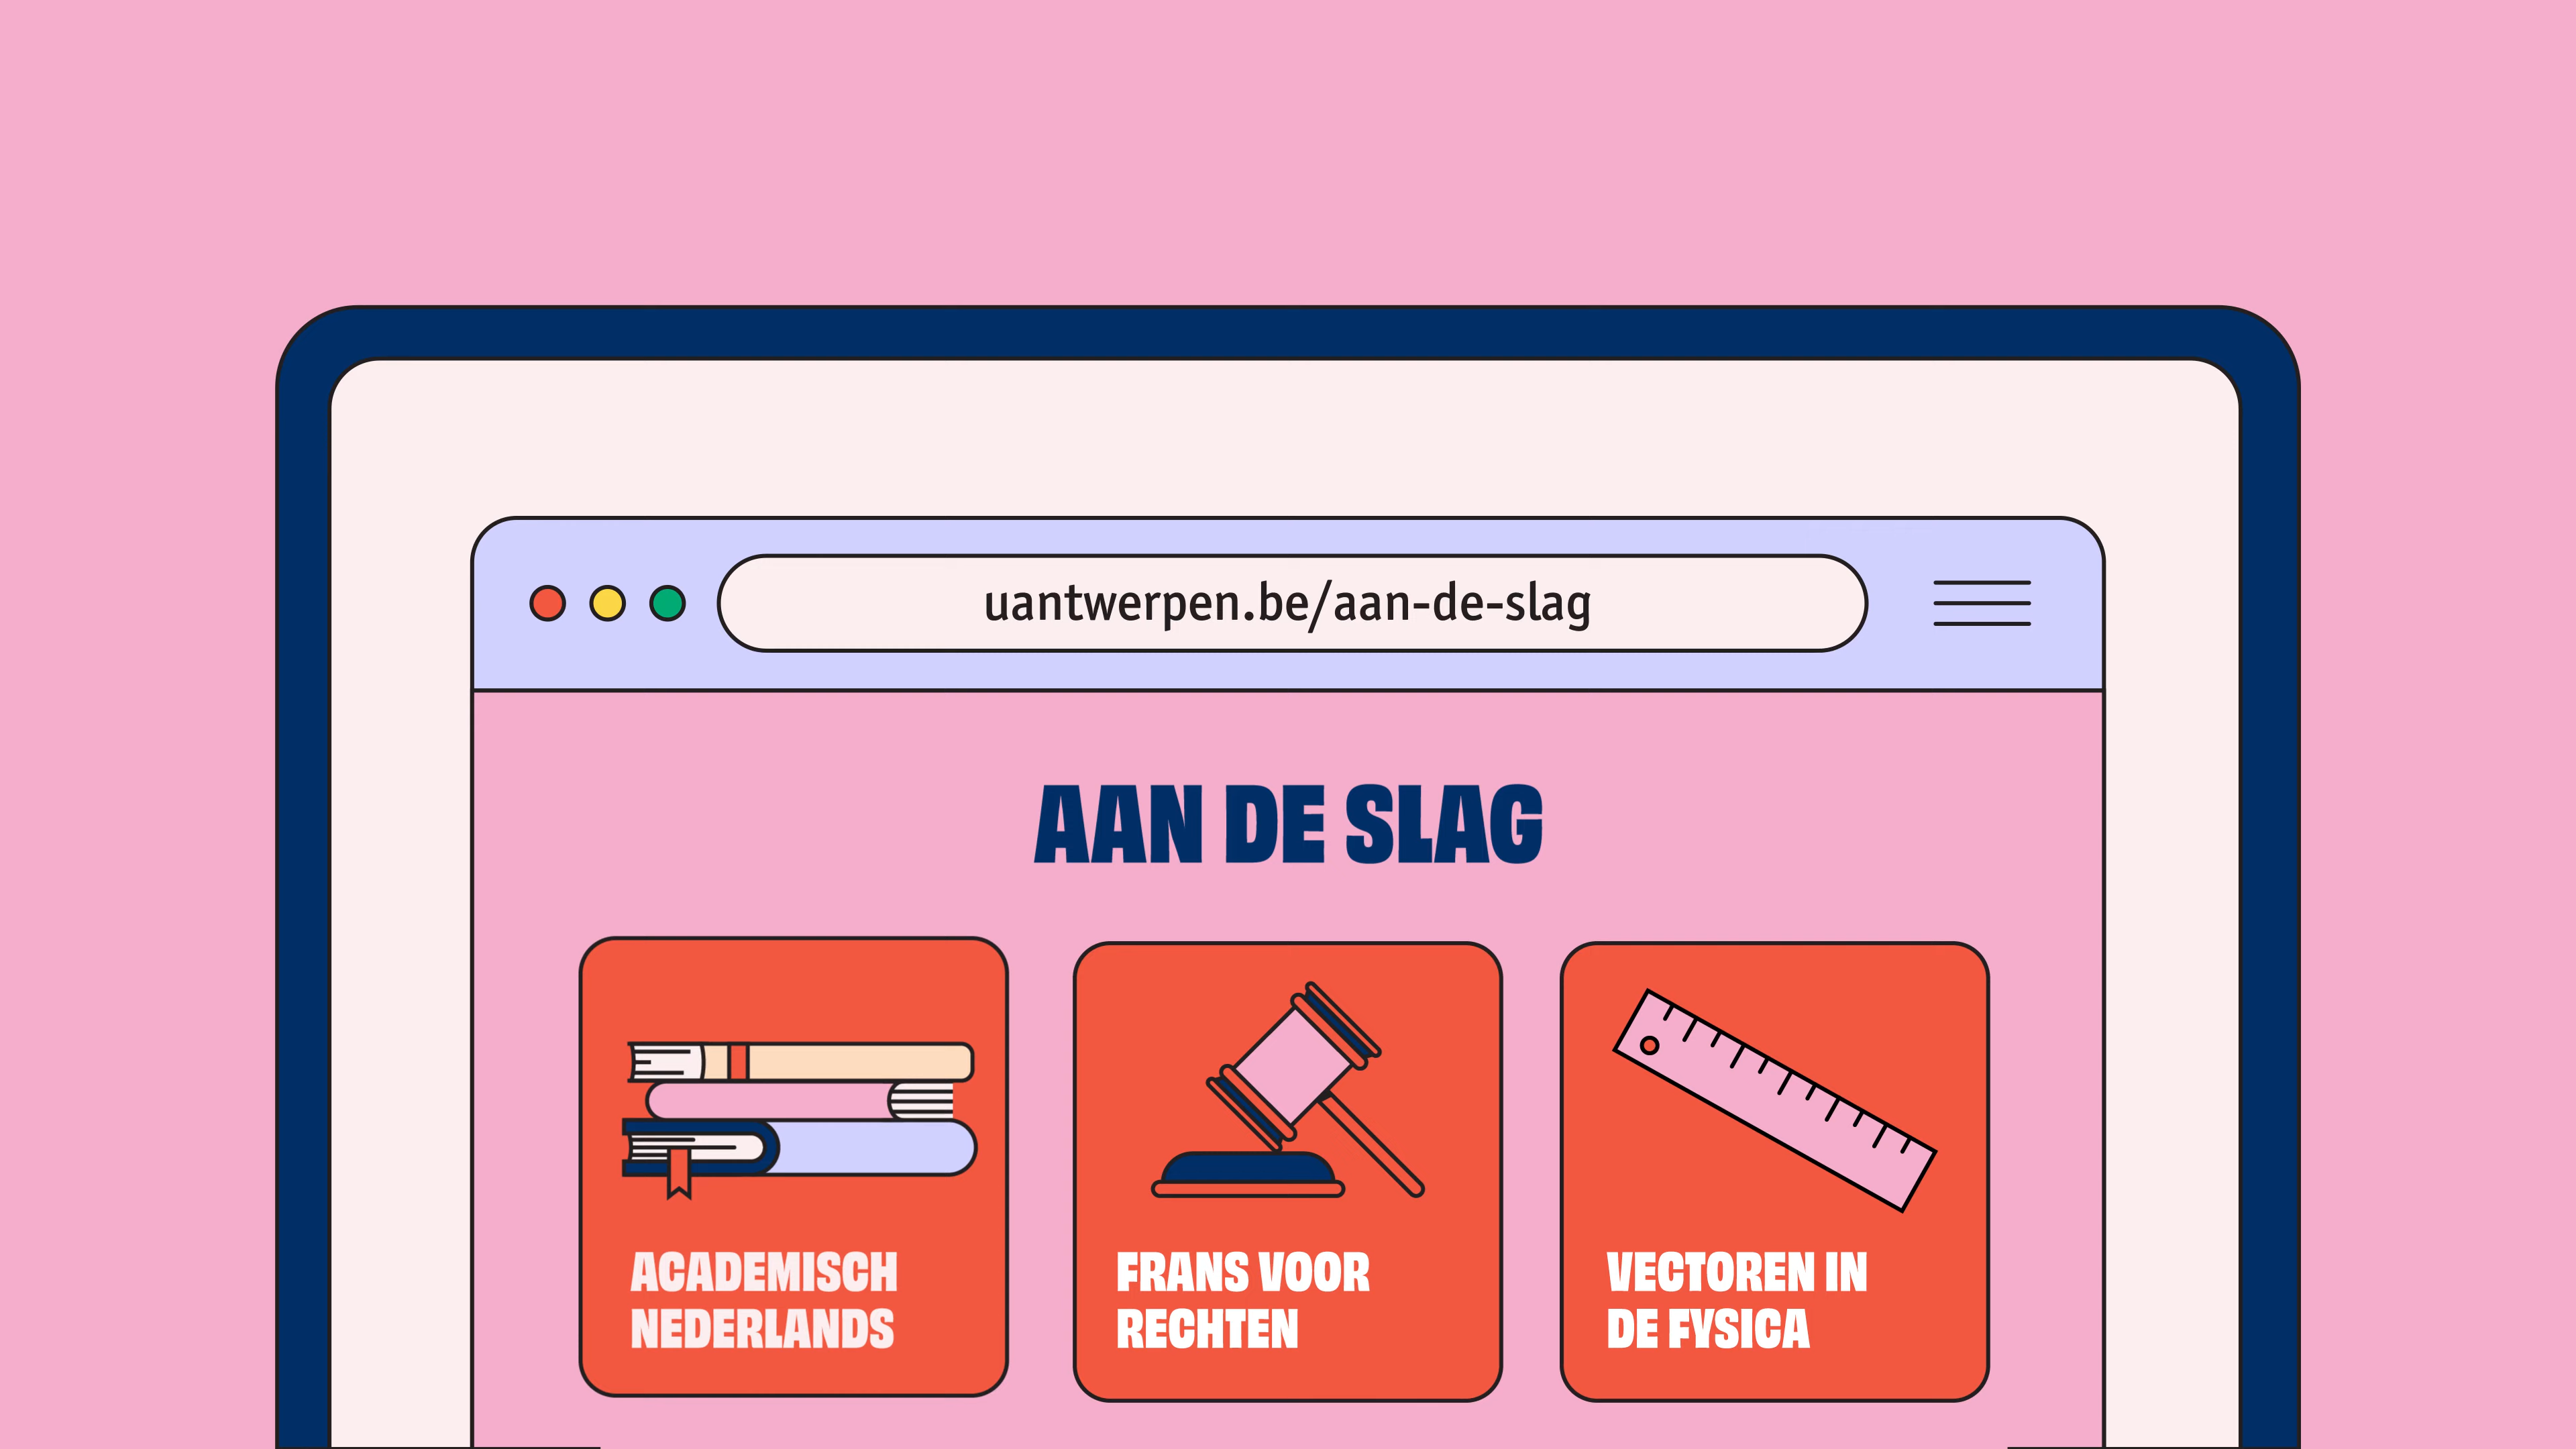 uantwerpen.be/aan-de-slag
AAN DE SLAG
ACADEMISCH
NEDERLANDS
FRANS VOOR
RECHTEN
VECTOREN IN
DE FYSICA